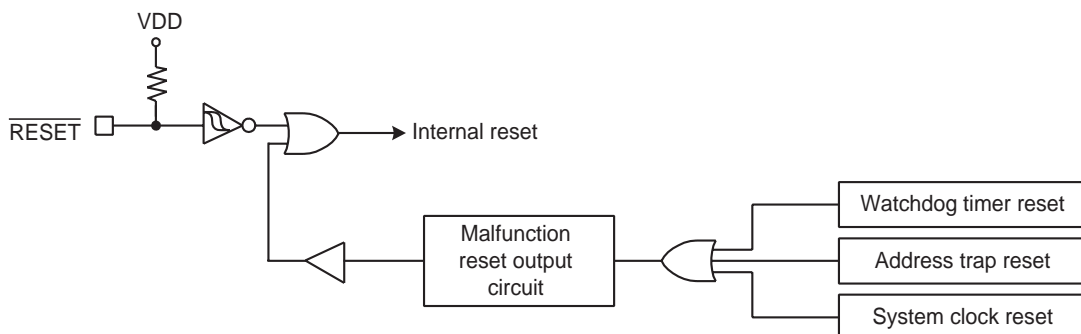 VDD
RESET
Internal reset
Watchdog timer reset
Malfunction
reset output
circuit
Address trap reset
System clock reset